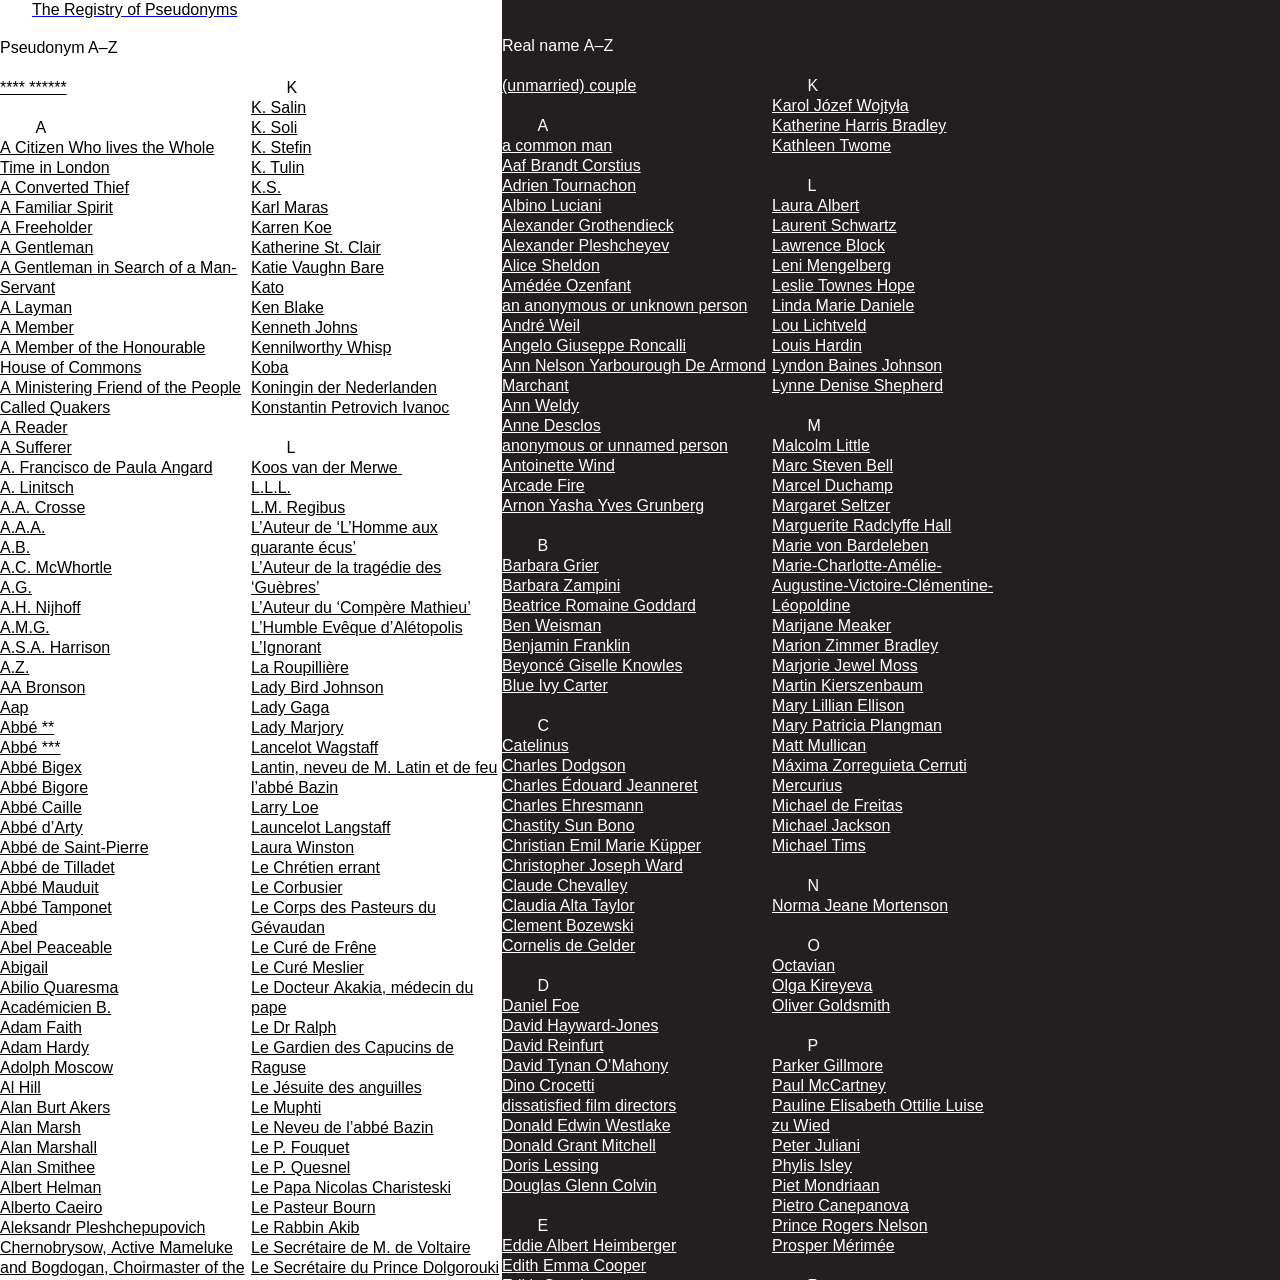 The Registry of Pseudonyms
Pseudonym A–Z
**** ******
A
A Citizen Who lives the Whole
Time in London
A Converted Thief
A Familiar Spirit
A Freeholder
A Gentleman
A Gentleman in Search of a Man-
Servant
A Layman
A Member
A Member of the Honourable
House of Commons
A Ministering Friend of the People
Called Quakers
A Reader
A Sufferer
A. Francisco de Paula Angard
A. Linitsch
A.A. Crosse
A.A.A.
A.B.
A.C. McWhortle
A.G.
A.H. Nijhoff
A.M.G.
A.S.A. Harrison
A.Z.
AA Bronson
Aap
Abbé **
Abbé ***
Abbé Bigex
Abbé Bigore
Abbé Caille
Abbé d’Arty
Abbé de Saint-Pierre
Abbé de Tilladet
Abbé Mauduit
Abbé Tamponet
Abed
Abel Peaceable
Abigail
Abilio Quaresma
Académicien B.
Adam Faith
Adam Hardy
Adolph Moscow
Al Hill
Alan Burt Akers
Alan Marsh
Alan Marshall
Alan Smithee
Albert Helman
Alberto Caeiro
Aleksandr Pleshchepupovich
Chernobrysow, Active Mameluke
and Bogdogan, Choirmaster of the
K
K. Salin
K. Soli
K. Stefin
K. Tulin
K.S.
Karl Maras
Karren Koe
Katherine St. Clair
Katie Vaughn Bare
Kato
Ken Blake
Kenneth Johns
Kennilworthy Whisp
Koba
Koningin der Nederlanden
Konstantin Petrovich Ivanoc
L
Koos van der Merwe
L.L.L.
L.M. Regibus
L’Auteur de ‘L’Homme aux
quarante écus’
L’Auteur de la tragédie des
‘Guèbres’
L’Auteur du ‘Compère Mathieu’
L’Humble Evêque d’Alétopolis
L’Ignorant
La Roupillière
Lady Bird Johnson
Lady Gaga
Lady Marjory
Lancelot Wagstaff
Lantin, neveu de M. Latin et de feu
l’abbé Bazin
Larry Loe
Launcelot Langstaff
Laura Winston
Le Chrétien errant
Le Corbusier
Le Corps des Pasteurs du
Gévaudan
Le Curé de Frêne
Le Curé Meslier
Le Docteur Akakia, médecin du
pape
Le Dr Ralph
Le Gardien des Capucins de
Raguse
Le Jésuite des anguilles
Le Muphti
Le Neveu de l’abbé Bazin
Le P. Fouquet
Le P. Quesnel
Le Papa Nicolas Charisteski
Le Pasteur Bourn
Le Rabbin Akib
Le Secrétaire de M. de Voltaire
Le Secrétaire du Prince Dolgorouki
Real name A–Z
(unmarried) couple
A
a common man
Aaf Brandt Corstius
Adrien Tournachon
Albino Luciani
Alexander Grothendieck
Alexander Pleshcheyev
Alice Sheldon
Amédée Ozenfant
an anonymous or unknown person
André Weil
Angelo Giuseppe Roncalli
Ann Nelson Yarbourough De Armond
Marchant
Ann Weldy
Anne Desclos
anonymous or unnamed person
Antoinette Wind
Arcade Fire
Arnon Yasha Yves Grunberg
B
Barbara Grier
Barbara Zampini
Beatrice Romaine Goddard
Ben Weisman
Benjamin Franklin
Beyoncé Giselle Knowles
Blue Ivy Carter
C
Catelinus
Charles Dodgson
Charles Édouard Jeanneret
Charles Ehresmann
Chastity Sun Bono
Christian Emil Marie Küpper
Christopher Joseph Ward
Claude Chevalley
Claudia Alta Taylor
Clement Bozewski
Cornelis de Gelder
D
Daniel Foe
David Hayward-Jones
David Reinfurt
David Tynan O’Mahony
Dino Crocetti
dissatisfied film directors
Donald Edwin Westlake
Donald Grant Mitchell
Doris Lessing
Douglas Glenn Colvin
E
Eddie Albert Heimberger
Edith Emma Cooper
K
Karol Józef Wojtyła
Katherine Harris Bradley
Kathleen Twome
L
Laura Albert
Laurent Schwartz
Lawrence Block
Leni Mengelberg
Leslie Townes Hope
Linda Marie Daniele
Lou Lichtveld
Louis Hardin
Lyndon Baines Johnson
Lynne Denise Shepherd
M
Malcolm Little
Marc Steven Bell
Marcel Duchamp
Margaret Seltzer
Marguerite Radclyffe Hall
Marie von Bardeleben
Marie-Charlotte-Amélie-
Augustine-Victoire-Clémentine-
Léopoldine
Marijane Meaker
Marion Zimmer Bradley
Marjorie Jewel Moss
Martin Kierszenbaum
Mary Lillian Ellison
Mary Patricia Plangman
Matt Mullican
Máxima Zorreguieta Cerruti
Mercurius
Michael de Freitas
Michael Jackson
Michael Tims
N
Norma Jeane Mortenson
O
Octavian
Olga Kireyeva
Oliver Goldsmith
P
Parker Gillmore
Paul McCartney
Pauline Elisabeth Ottilie Luise
zu Wied
Peter Juliani
Phylis Isley
Piet Mondriaan
Pietro Canepanova
Prince Rogers Nelson
Prosper Mérimée